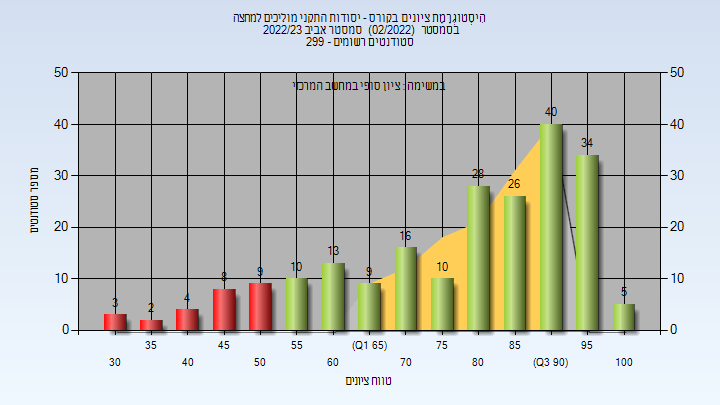 היסטוגרמת ציונים בקורס - יסודות התקני מוליכים למחצה
בסמסטר (02/2022) סמסטר אביב 2022/23
סטודנטים רשומים - 299
במשימה : ציון סופי במחשב המרכזי
מספר סטודנטים
50 50
40 40
30 30
20 20
10 10
0 0
3 2 4 8 9 10 13 9 16 10 28 26 40 34 5
35 45 55 (Q1 65) 75 85 95
30 40 50 60 70 80 (Q3 90) 100
טווח ציונים